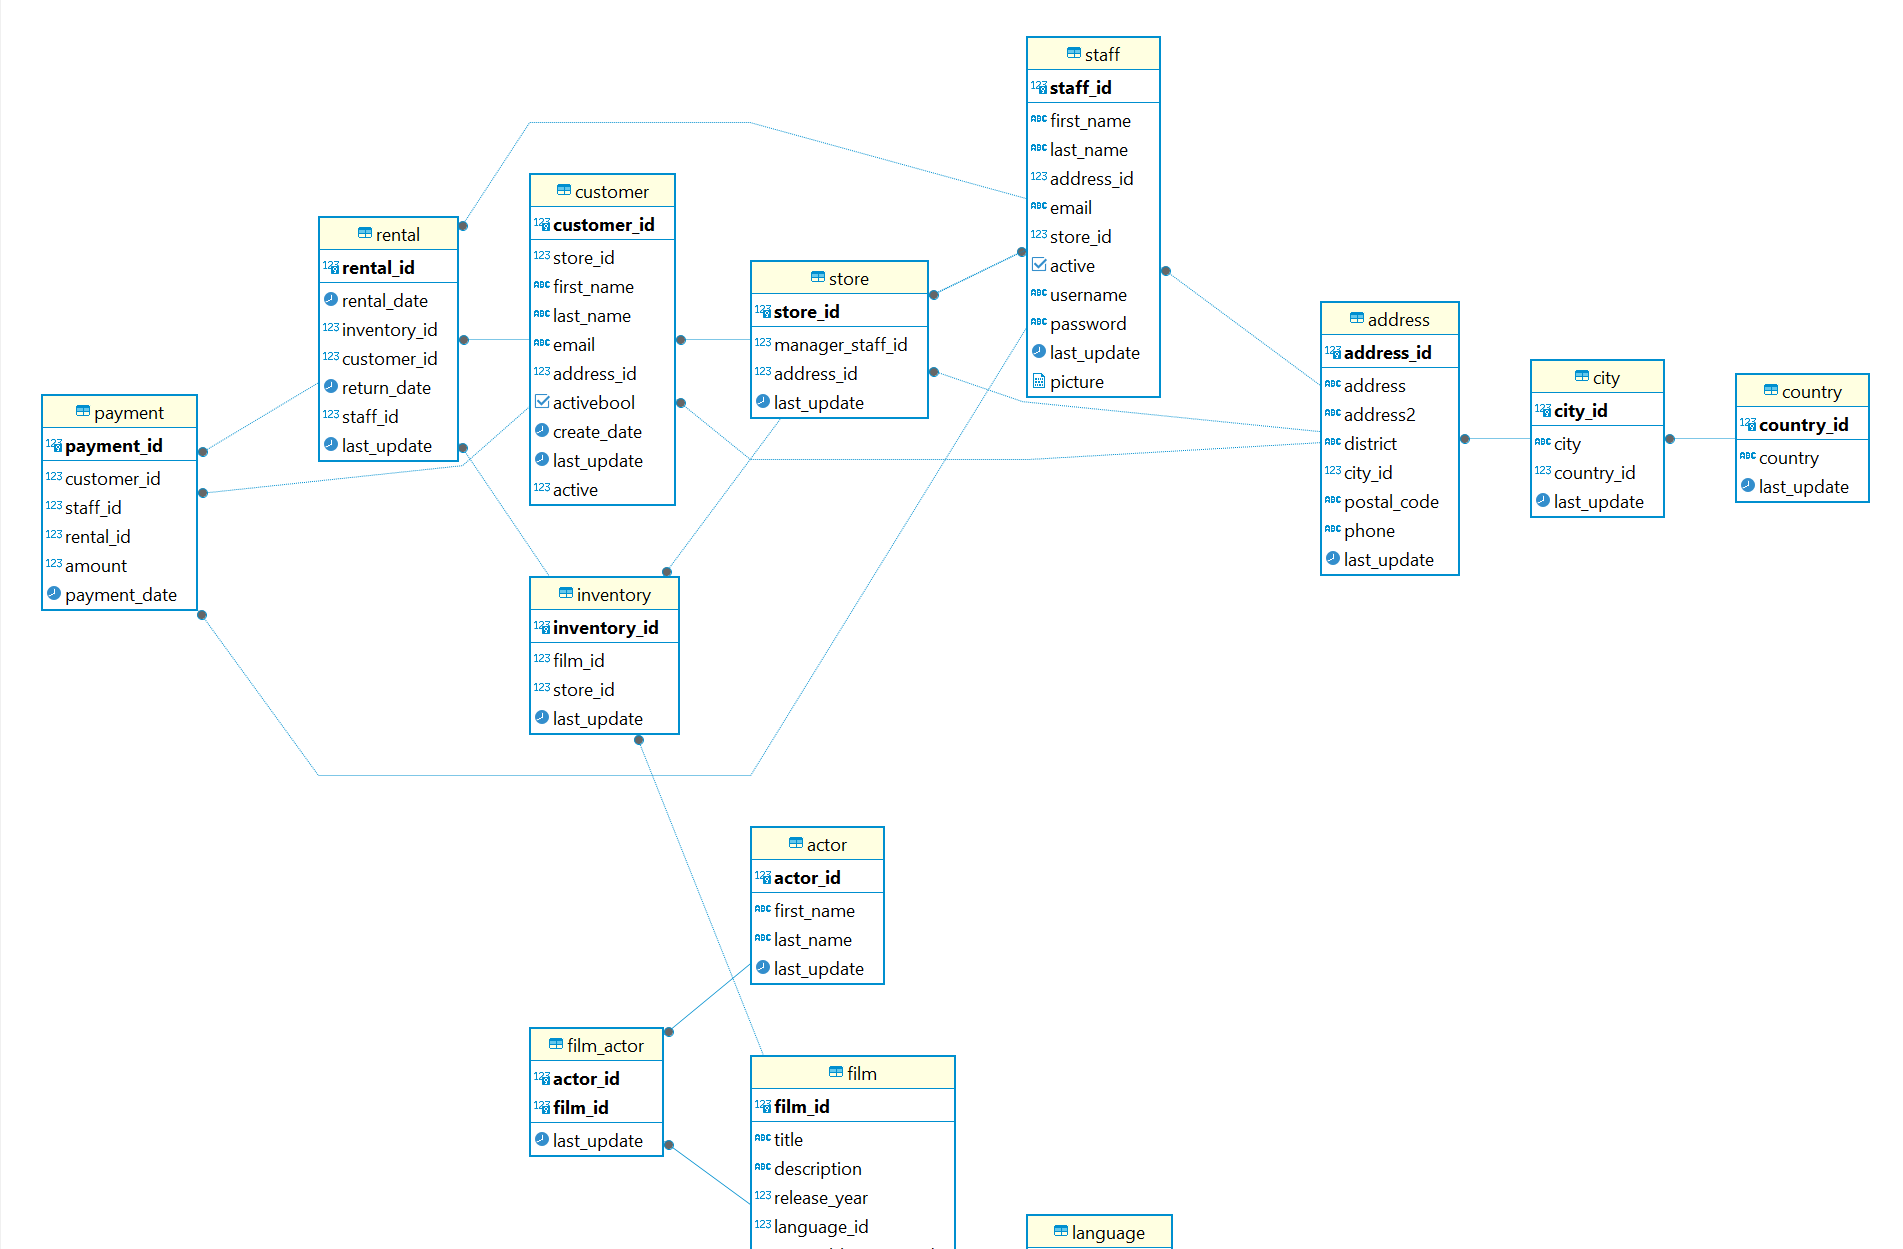 staff
staff_id
first_name
last_name
address_id
email
store_id
active
username
password
last_update
picture
customer
customer_id
store_id
first_name
last_name
email
address_id
activebool
create_date
last_update
active
rental
rental_id
rental_date
inventory_id
customer_id
return_date
staff_id
last_update
store
store_id
manager_staff_id
address_id
last_update
address
address_id
address
address2
district
city_id
postal_code
phone
last_update
city
city_id
city
country_id
last_update
country
country_id
country
last_update
payment
payment_id
customer_id
staff_id
rental_id
amount
payment_date
inventory
inventory_id
film_id
store_id
last_update
actor
actor_id
first_name
last_name
last_update
film_actor
actor_id
film_id
last_update
film
film_id
title
description
release_year
language_id
language